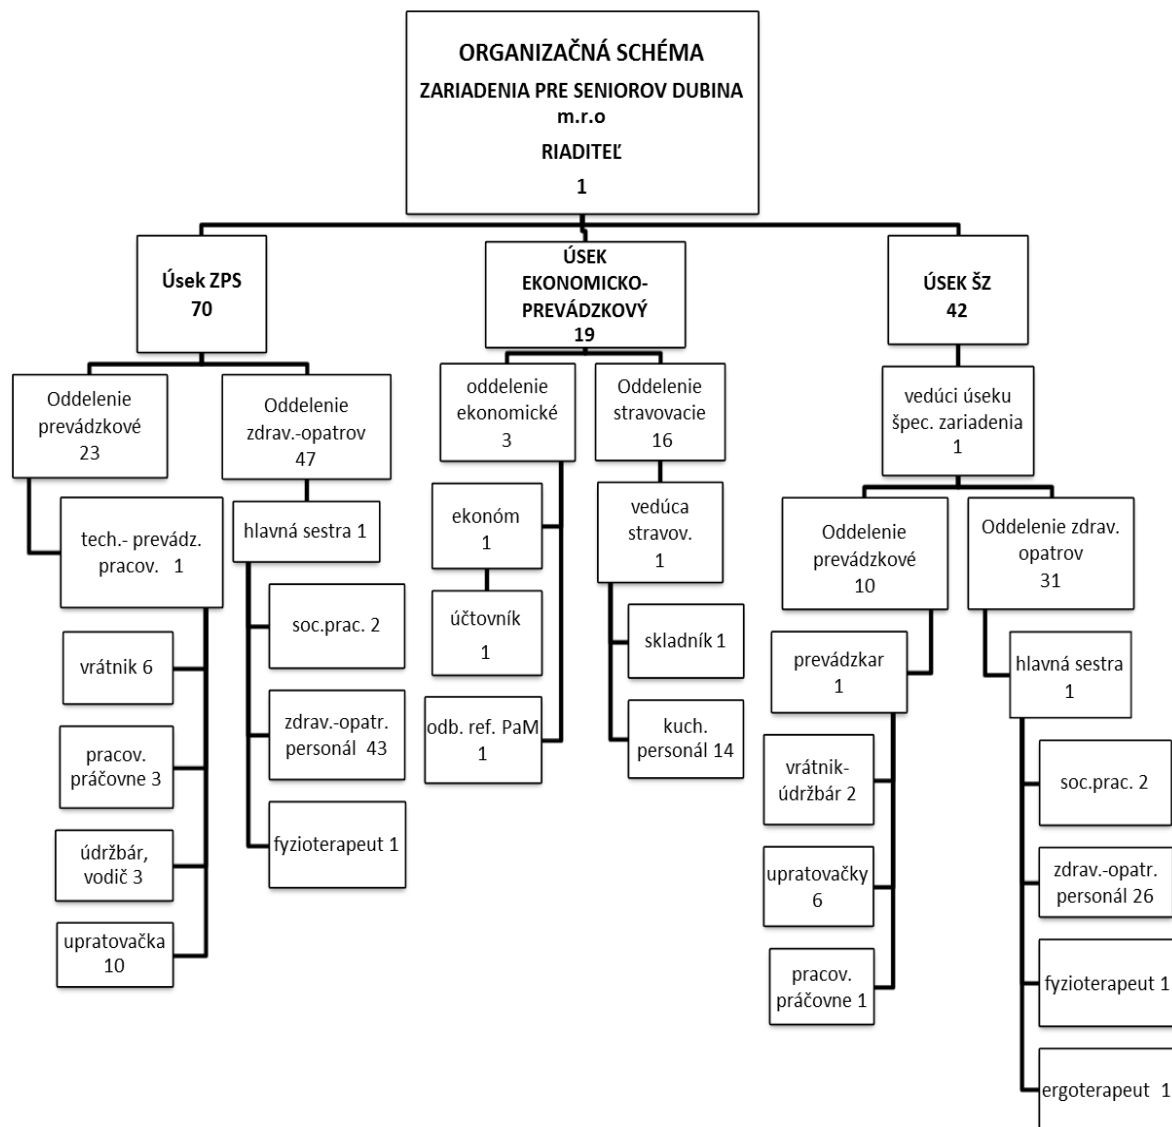 ORGANIZAČNÁ SCHÉMA
ZARIADENIA PRE SENIOROV DUBINA
m.r.o
RIADITEĽ
1
Úsek ZPS
70
ÚSEK
EKONOMICKO-
PREVÁDZKOVÝ
19
ÚSEK ŠZ
42
Oddelenie
prevádzkové
23
Oddelenie
zdrav.-opatrov
47
oddelenie
ekonomické
3
Oddelenie
stravovacie
16
vedúci úseku
špec. zariadenia
1
tech.- prevádz.
pracov. 1
hlavná sestra 1
ekonóm
1
vedúca
stravov.
1
Oddelenie
prevádzkové
10
Oddelenie zdrav.
opatrov
31
vrátnik 6
soc.prac. 2
účtovník
1
skladník 1
prevádzkar
1
hlavná sestra
1
pracov.
práčovne 3
zdrav.-opatr.
personál 43
odb. ref. PaM
1
kuch.
personál 14
vrátnik-
údržbár 2
soc.prac. 2
údržbár,
vodič 3
fyzioterapeut 1
upratovačky
6
zdrav.-opatr.
personál 26
upratovačka
10
pracov.
práčovne 1
fyzioterapeut 1
ergoterapeut 1